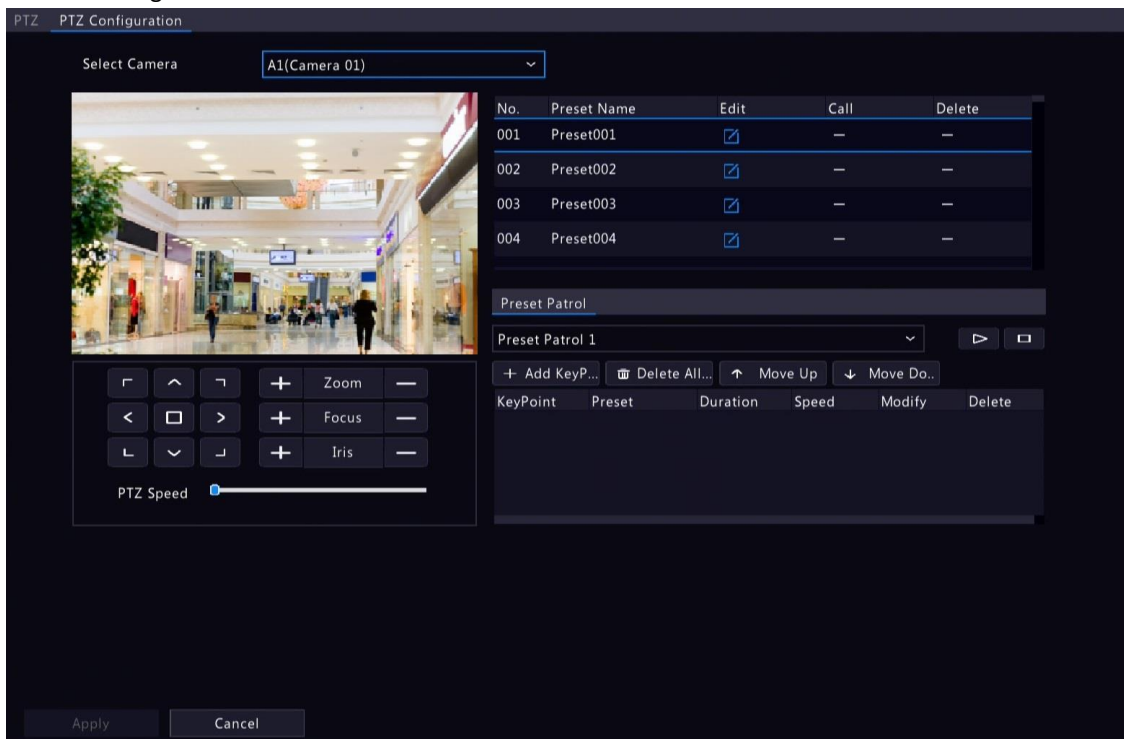 PTZ PTZ Configuration
Select Camera A1(Camera 01)
No. Preset Name Edit Call Delete
001 Preset001 — —
002 Preset002 — —
003 Preset003 — —
004 Preset004 — —
Preset Patrol
Preset Patrol 1
+ Add KeyP... Delete All... Move Up Move Do..
KeyPoint Preset Duration Speed Modify Delete
Zoom
Focus
Iris
PTZ Speed
Apply Cancel